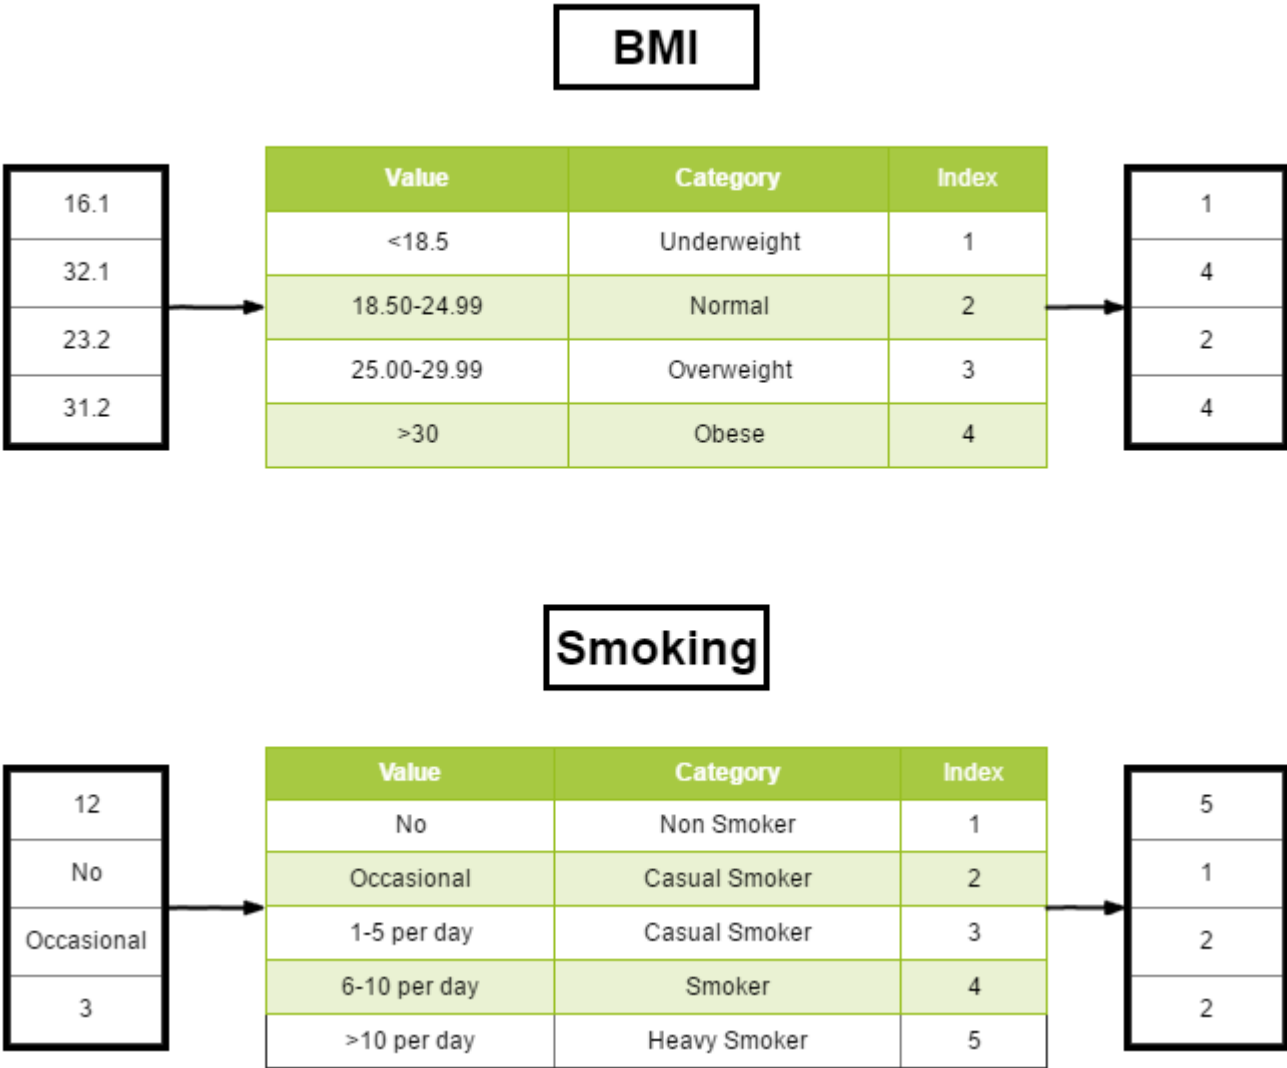 BMI
16.1
32.1
23.2
31.2
Value Category Index
<18.5 Underweight 1
18.50-24.99 Normal 2
25.00-29.99 Overweight 3
>30 Obese 4
1
4
2
4
Smoking
12
No
Occasional
3
Value Category Index
No Non Smoker 1
Occasional Casual Smoker 2
1-5 per day Casual Smoker 3
6-10 per day Smoker 4
>10 per day Heavy Smoker 5
5
1
2
2